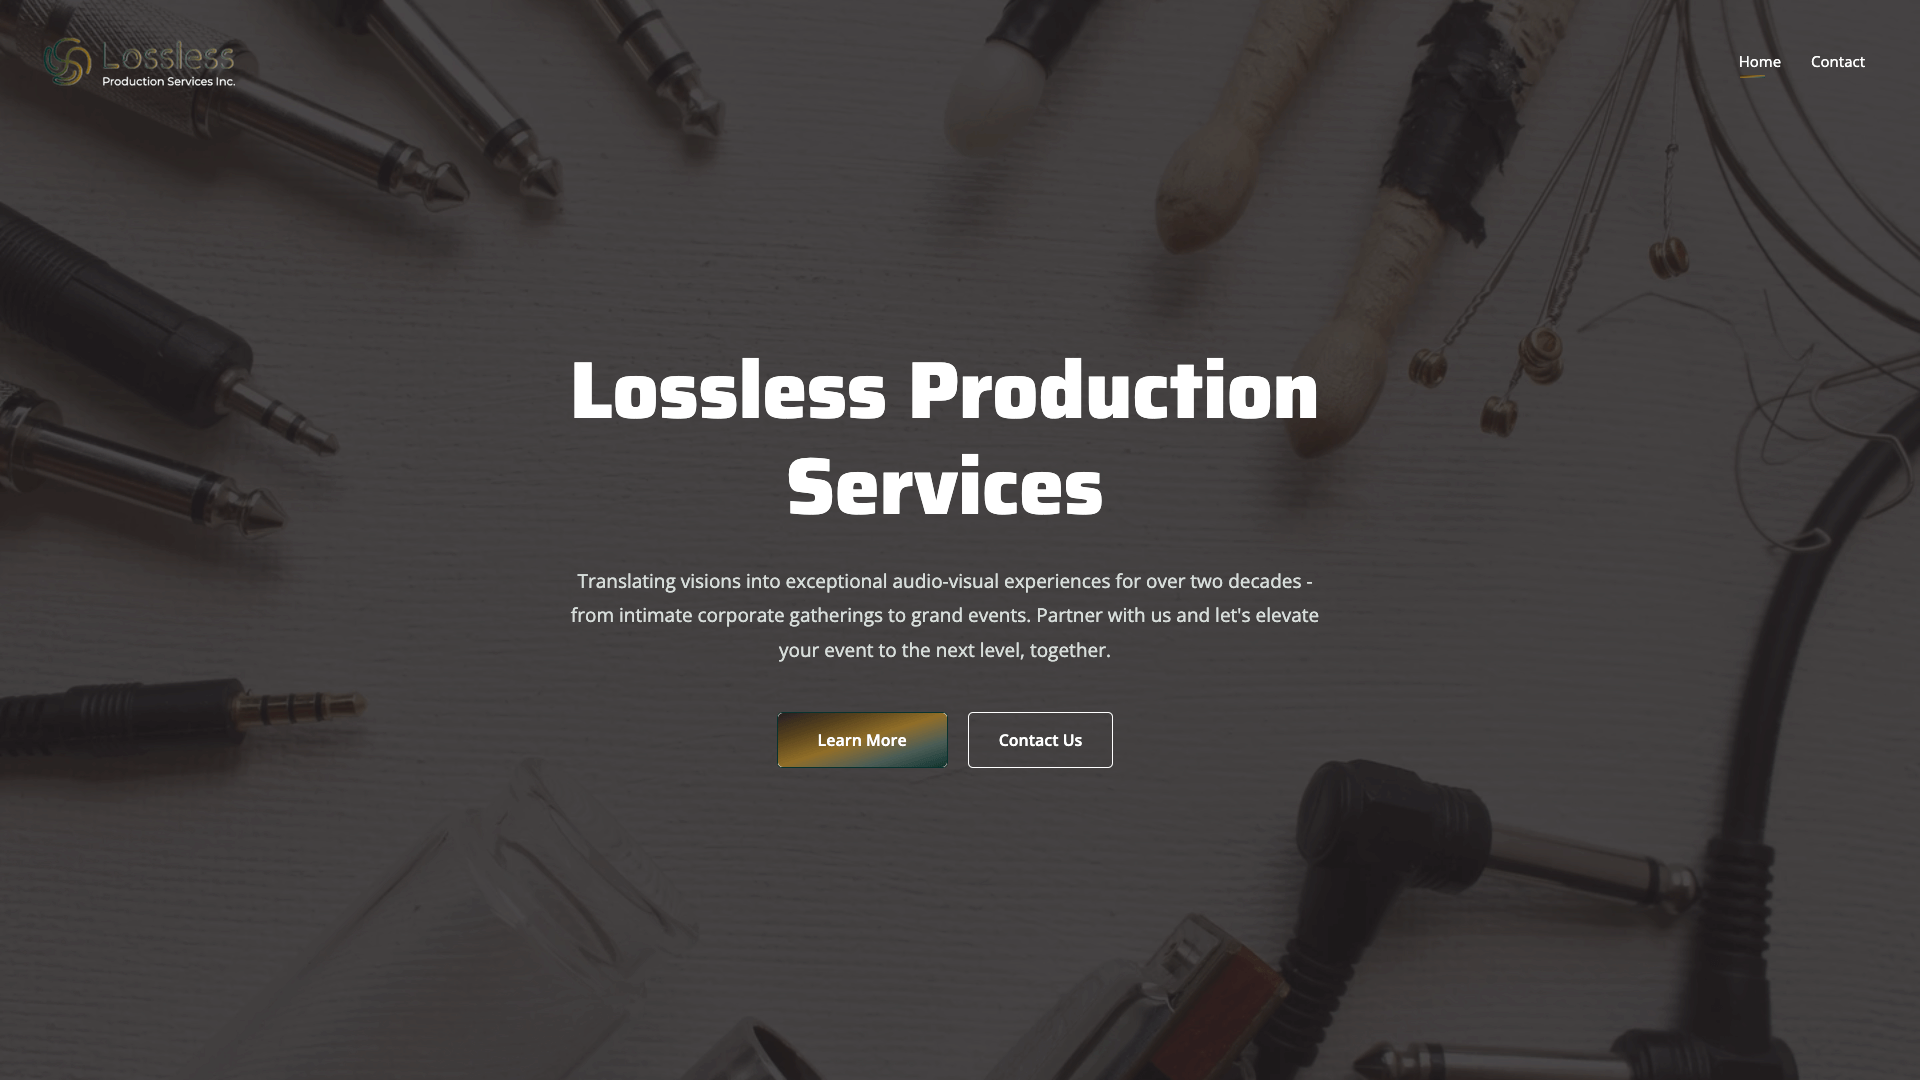 Lossless
Production Services Inc.
Home
Contact
Lossless Production
Services
Translating visions into exceptional audio-visual experiences for over two decades -
from intimate corporate gatherings to grand events. Partner with us and let's elevate
your event to the next level, together.
Learn More
Contact Us